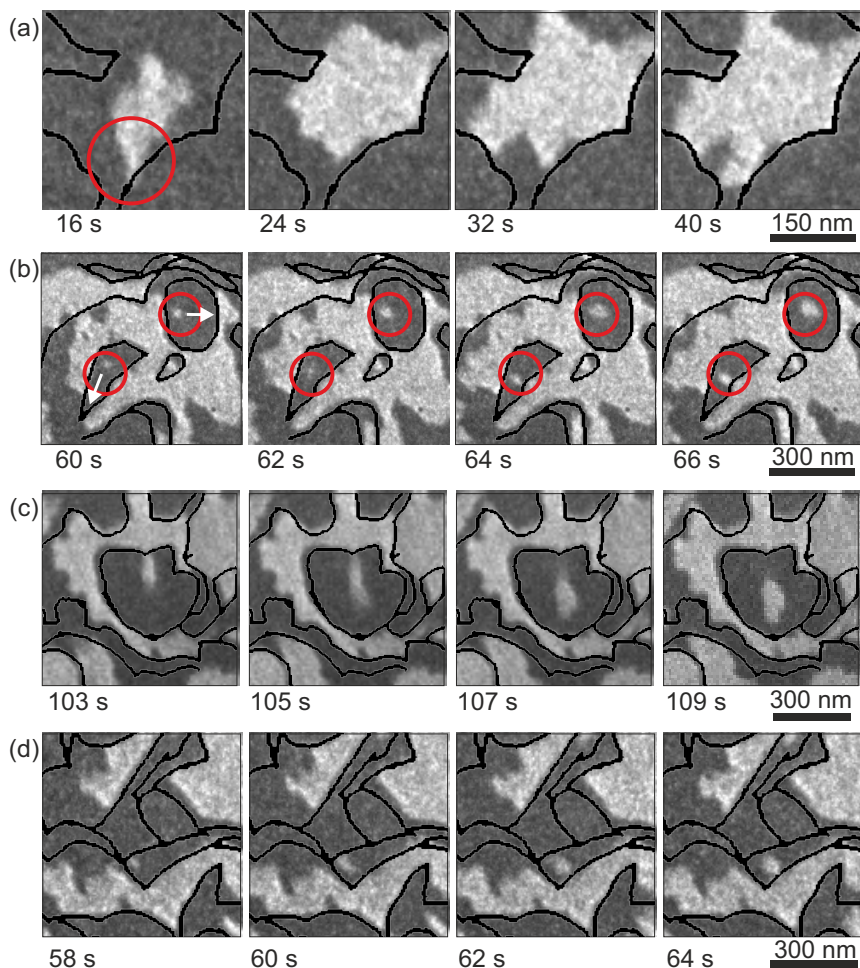 (a)
16 s 24 s 32 s 40 s 150 nm
(b)
60 s 62 s 64 s 66 s 300 nm
(c)
103 s 105 s 107 s 109 s 300 nm
(d)
58 s 60 s 62 s 64 s 300 nm